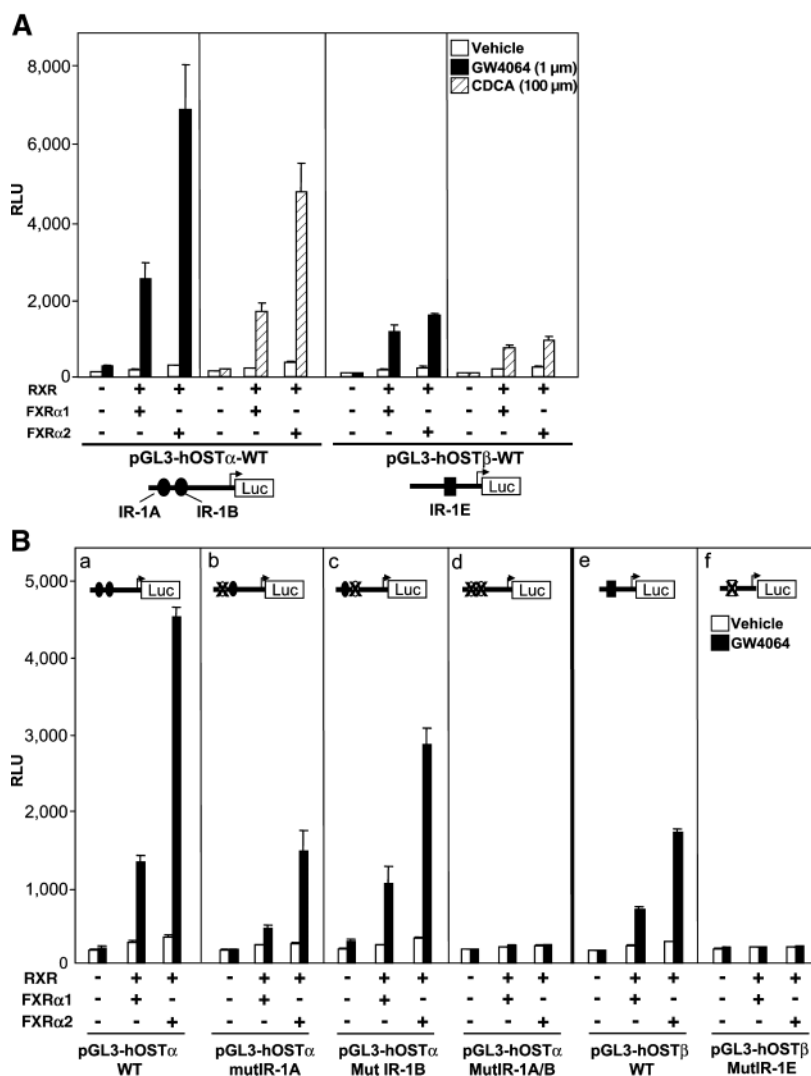 A
Vehicle
GW4064 (1 μm)
CDCA (100 μm)
8,000
6,000
4,000
2,000
0
RLU
RXR - + + - + + - + + - + +
FXRα1 - + - - + - - + - - + -
FXRα2 - - + - - + - - + - - +
pGL3-hOSTα-WT pGL3-hOSTβ-WT
Luc Luc
IR-1A IR-1B IR-1E
B
a b c d e f
Luc Luc Luc Luc Luc Luc
Vehicle
GW4064
5,000
4,000
3,000
2,000
1,000
0
RLU
RXR - + + - + + - + + - + + - + + - + +
FXRα1 - + - - + - - + - - + - - + - - + -
FXRα2 - - + - - + - - + - - + - - + - - +
pGL3-hOSTα pGL3-hOSTα pGL3-hOSTα pGL3-hOSTα pGL3-hOSTβ pGL3-hOSTβ
WT mutIR-1A Mut IR-1B MutIR-1A/B WT MutIR-1E